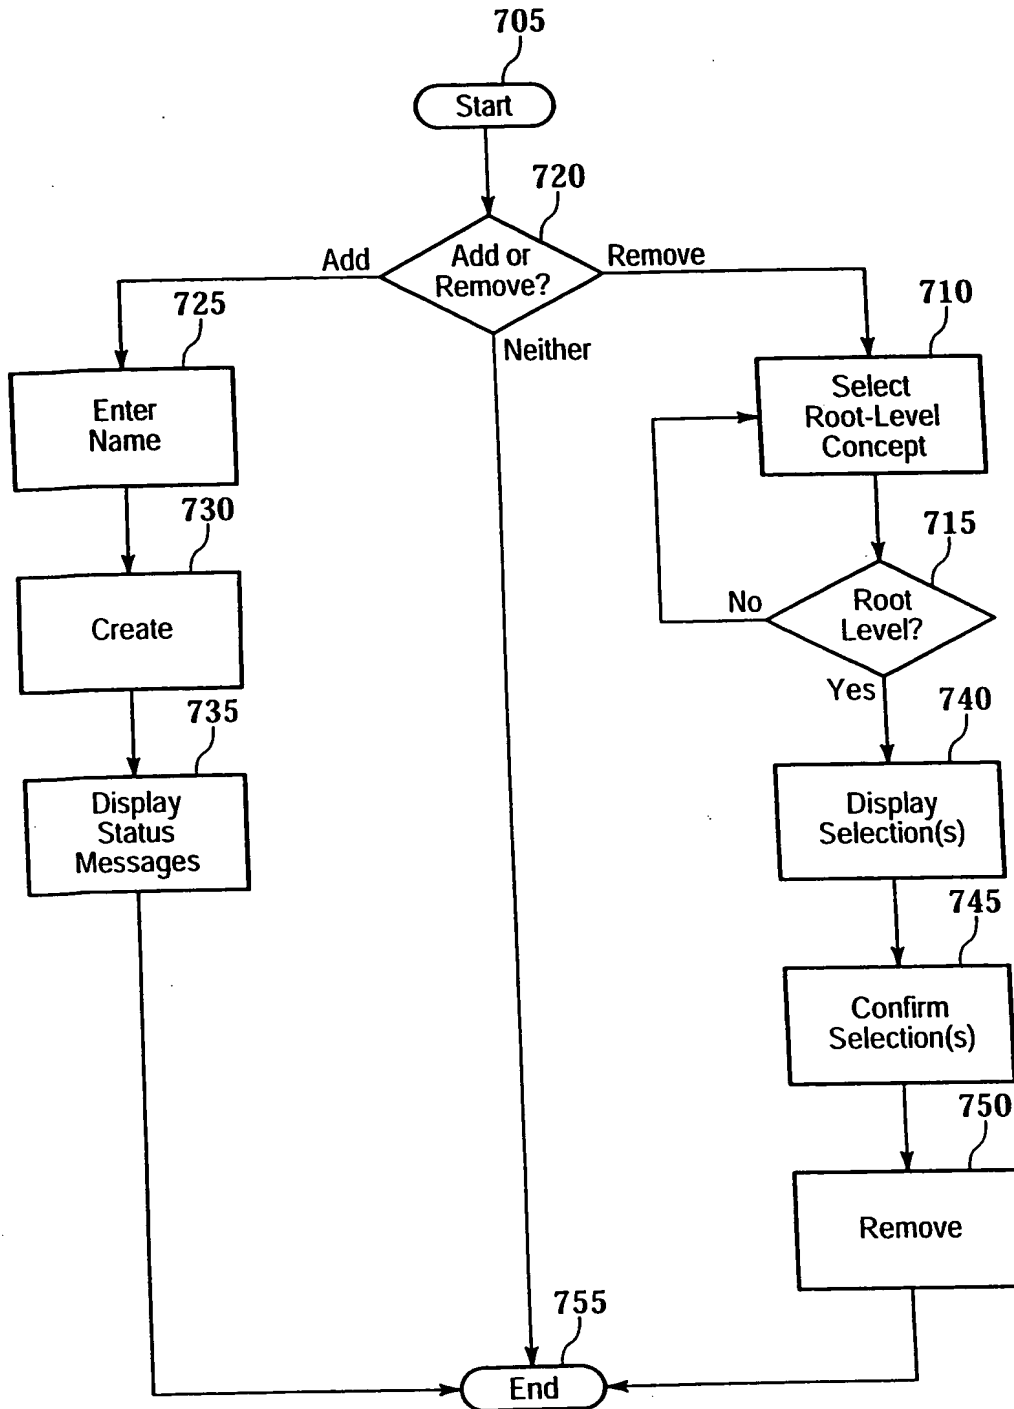 705
Start
720
Add or
Remove?
Add
Remove
Neither
725
Enter
Name
730
Create
735
Display
Status
Messages
710
Select
Root-Level
Concept
715
Root
Level?
No
Yes
740
Display
Selection(s)
745
Confirm
Selection(s)
750
Remove
755
End